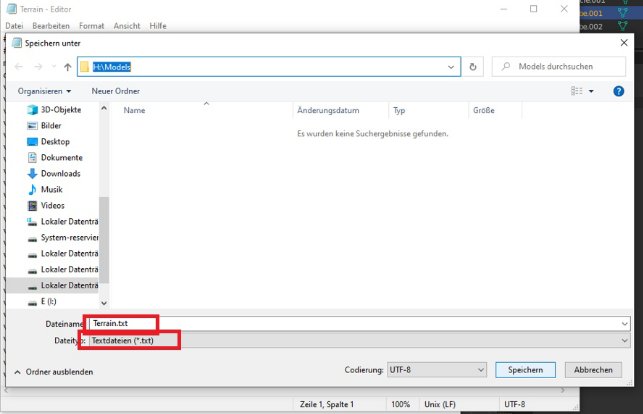 Terrain - Editor
Datei Bearbeiten Format Ansicht Hilfe
Speichern unter
H:\Models
Models durchsuchen
Organisieren
Neuer Ordner
Name
Änderungsdatum
Typ
Größe
Es wurden keine Suchergebnisse gefunden.
3D-Objekte
Bilder
Desktop
Dokumente
Downloads
Musik
Videos
Lokaler Datenträ
System-reservier
Lokaler Datenträ
Lokaler Datenträ
Lokaler Datenträ
E (I:)
Dateiname: Terrain.txt
Dateityp: Textdateien (*.txt)
Ordner ausblenden
Codierung: UTF-8
Speichern
Abbrechen
Zeile 1, Spalte 1
100%
Unix (LF)
UTF-8